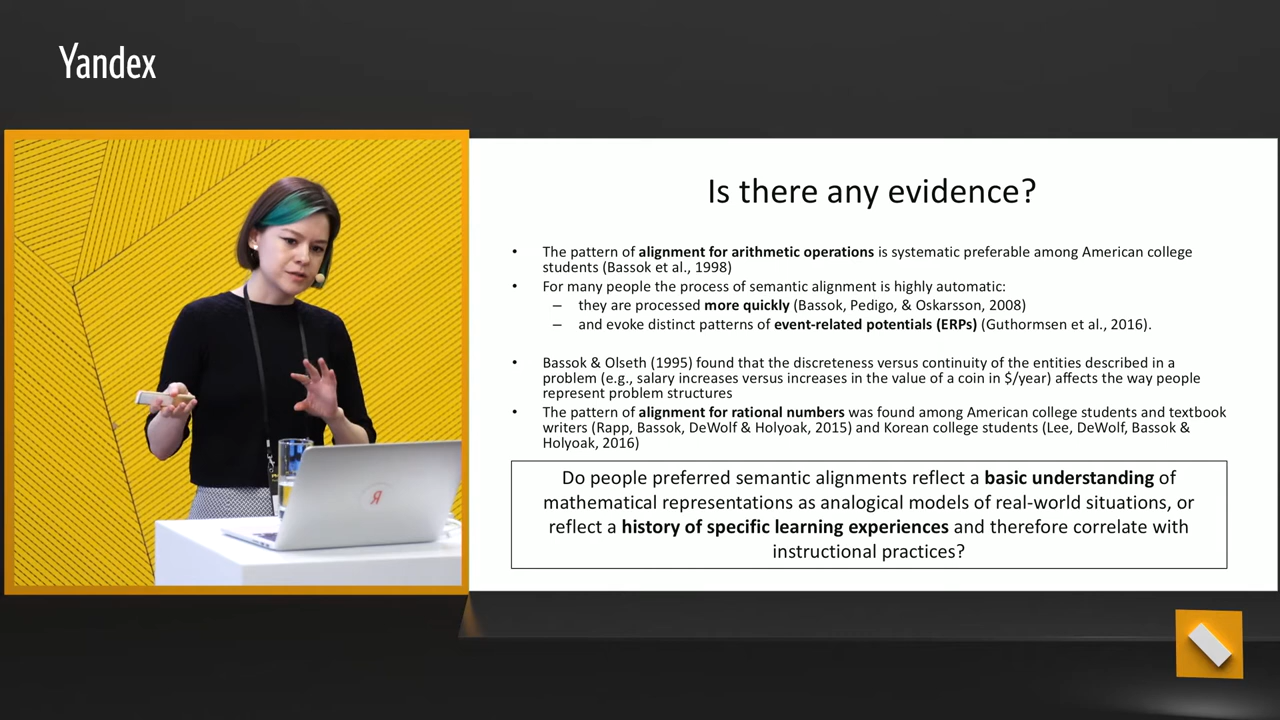 Yandex
Is there any evidence?
• The pattern of alignment for arithmetic operations is systematic preferable among American college
students (Bassok et al., 1998)
• For many people the process of semantic alignment is highly automatic:
– they are processed more quickly (Bassok, Pedigo, & Oskarsson, 2008)
– and evoke distinct patterns of event-related potentials (ERPs) (Guthormsen et al., 2016).
• Bassok & Olseth (1995) found that the discreteness versus continuity of the entities described in a
problem (e.g., salary increases versus increases in the value of a coin in $/year) affects the way people
represent problem structures
• The pattern of alignment for rational numbers was found among American college students and textbook
writers (Rapp, Bassok, DeWolf & Holyoak, 2015) and Korean college students (Lee, DeWolf, Bassok &
Holyoak, 2016)
Do people preferred semantic alignments reflect a basic understanding of
mathematical representations as analogical models of real-world situations, or
reflect a history of specific learning experiences and therefore correlate with
instructional practices?
Я